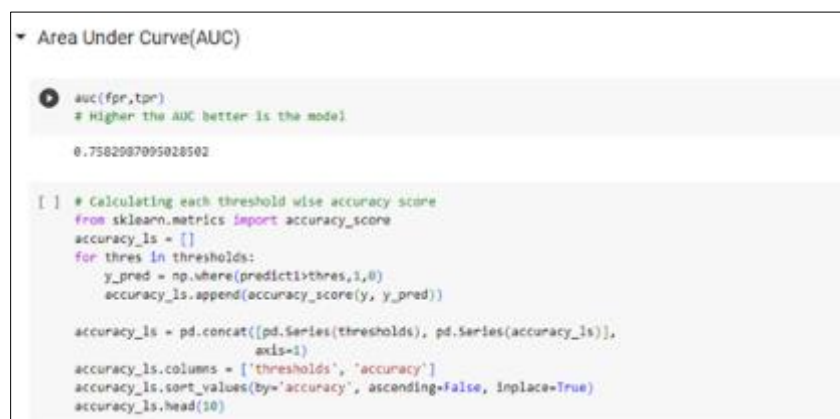 Area Under Curve(AUC)
auc(fpr,tpr)
# Higher the AUC better is the model
0.7582987095028502
[ ] # Calculating each threshold wise accuracy score
from sklearn.metrics import accuracy_score
accuracy_ls = []
for thres in thresholds:
y_pred = np.where(predict1>thres,1,0)
accuracy_ls.append(accuracy_score(y, y_pred))
accuracy_ls = pd.concat([pd.Series(thresholds), pd.Series(accuracy_ls)],
axis=1)
accuracy_ls.columns = ['thresholds', 'accuracy']
accuracy_ls.sort_values(by='accuracy', ascending=False, inplace=True)
accuracy_ls.head(10)